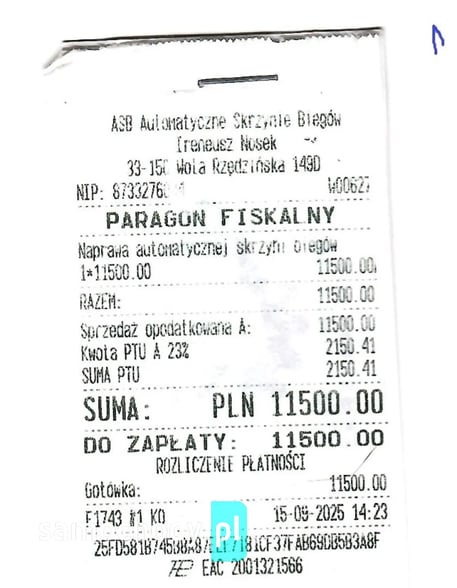 ASB Automatyczne Skrzynie Biegów
Ireneusz Nosek
Wola Rzędzińska 149D
NIP: W00627
PARAGON FISKALNY
Naprawa automatycznej skrzyni biegów
1*11500.00 11500.00
RAZEM: 11500.00
Sprzedaż opodatkowana A: 11500.00
Kwota PTU A 23% 2150.41
SUMA PTU 2150.41
SUMA: PLN 11500.00
DO ZAPŁATY: 11500.00
ROZLICZENIE PŁATNOŚCI
Gotówka: 11500.00
F1743 #1 KO 15-09-2025 14:23
EAC 2001321566
.pl